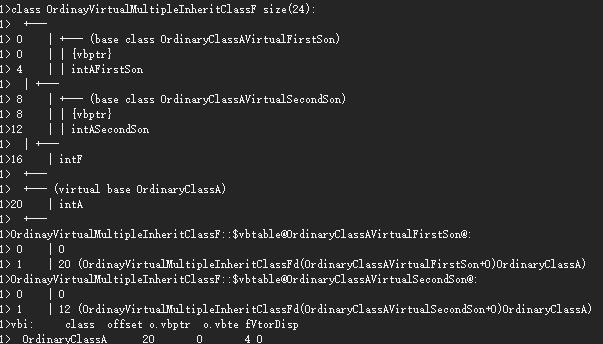 1>class OrdinayVirtualMultipleInheritClassF size(24):
1>  +---
1> 0      | +--- (base class OrdinaryClassAVirtualFirstSon)
1> 0      | | {vbptr}
1> 4      | | intAFirstSon
1>  | +---
1> 8      | +--- (base class OrdinaryClassAVirtualSecondSon)
1> 8      | | {vbptr}
1>12      | | intASecondSon
1>  | +---
1>16      | intF
1>  +---
1>  +--- (virtual base OrdinaryClassA)
1>20      | intA
1>  +---
1>OrdinayVirtualMultipleInheritClassF::$vbtable@OrdinaryClassAVirtualFirstSon@:
1> 0      | 0
1> 1      | 20 (OrdinayVirtualMultipleInheritClassFd(OrdinaryClassAVirtualFirstSon+0)OrdinaryClassA)
1>OrdinayVirtualMultipleInheritClassF::$vbtable@OrdinaryClassAVirtualSecondSon@:
1> 0      | 0
1> 1      | 12 (OrdinayVirtualMultipleInheritClassFd(OrdinaryClassAVirtualSecondSon+0)OrdinaryClassA)
1>vbi:     class  offset o.vbptr  o.vbte fVtorDisp
1>  OrdinaryClassA      20       0       4 0